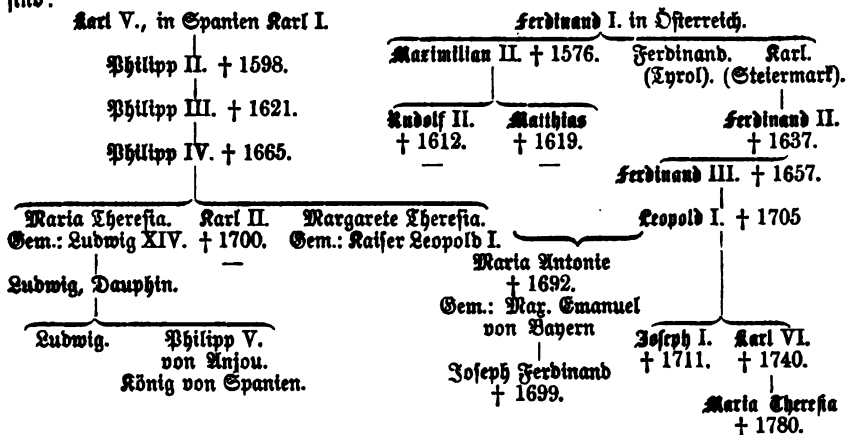 sind:
Karl V., in Spanien Karl I.
Philipp II. † 1598.
Philipp III. † 1621.
Philipp IV. † 1665.
Maria Theresia. Karl II. Margarete Theresia.
Gem.: Ludwig XIV. † 1700. Gem.: Kaiser Leopold I.
Ludwig, Dauphin.
Ludwig. Philipp V.
von Anjou.
König von Spanien.
Ferdinand I. in Österreich.
Maximilian II. † 1576. Ferdinand. Karl.
(Tyrol). (Steiermark).
Rudolf II. Matthias Ferdinand II.
† 1612. † 1619. † 1637.
Ferdinand III. † 1657.
Leopold I. † 1705
Maria Antonie
† 1692.
Gem.: Max. Emanuel
von Bayern
Joseph Ferdinand
† 1699.
Joseph I. Karl VI.
† 1711. † 1740.
Maria Theresia
† 1780.